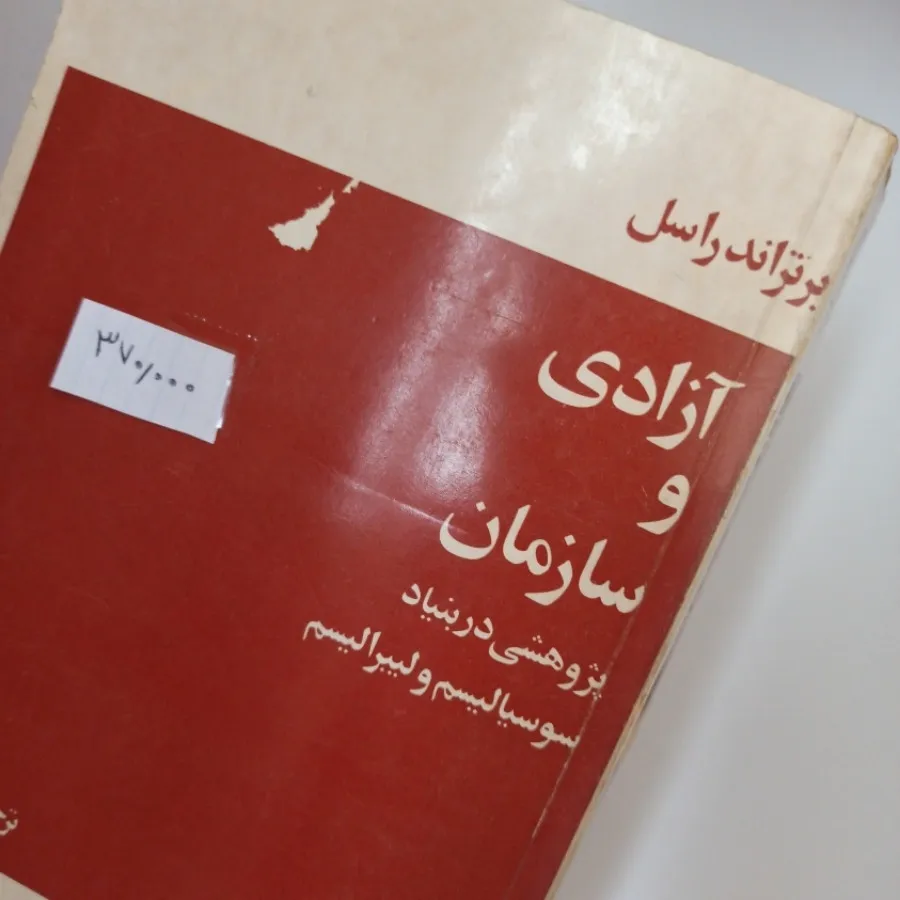 برتراند راسل
آزادی
و
سازمان
پژوهشی در بنیاد
سوسیالیسم و لیبرالیسم
۳۷۰/۰۰۰